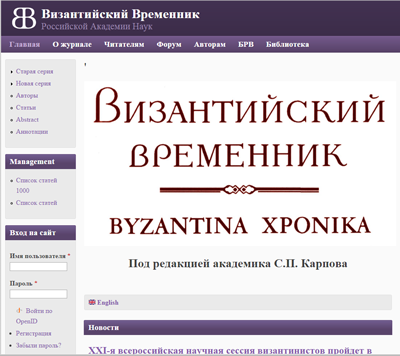 Византийский Временник
Российской Академии Наук
Главная О журнале Читателям Форум Авторам БРВ Библиотека
Старая серия
Новая серия
Авторы
Статьи
Abstract
Аннотации
Management
Список статей
1000
Список статей
Вход на сайт
Имя пользователя *
Пароль *
Войти по
OpenID
Регистрация
Забыли пароль?
Византийский
временник
BYZANTINA XPONIKA
Под редакцией академика С.П. Карпова
English
Новости
XXI-я всероссийская научная сессия византинистов пройдет в